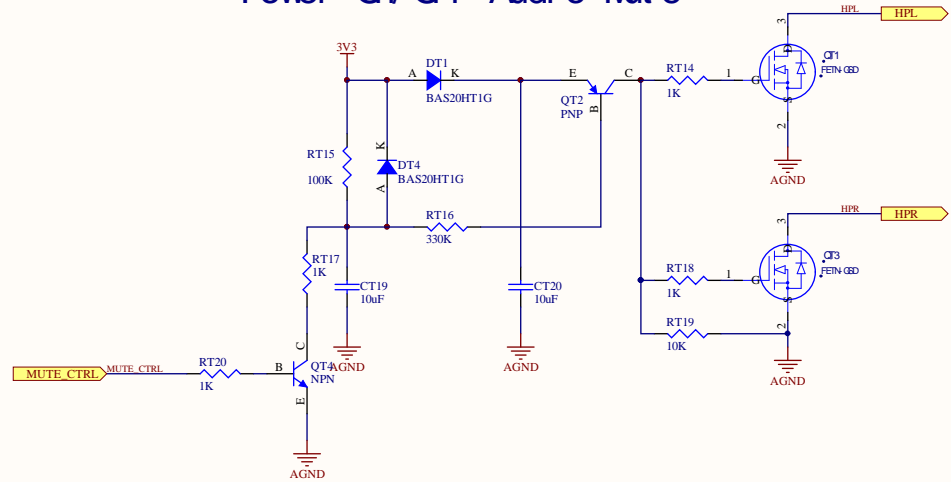 HPL
HPL
3
3V3
DT1
A
K
BAS20HT1G
E
C
QT2
PNP
B
RT14
1K
1
G
D
S
QT1
FETN-GSD
2
AGND
RT15
100K
K
DT4
BAS20HT1G
A
RT16
330K
HPR
HPR
3
RT17
1K
CT19
10uF
CT20
10uF
RT18
1K
1
G
D
S
QT3
FETN-GSD
2
RT19
10K
AGND
AGND
AGND
MUTE_CTRL
MUTE_CTRL
RT20
1K
B
C
QT4
NPN
E
AGND